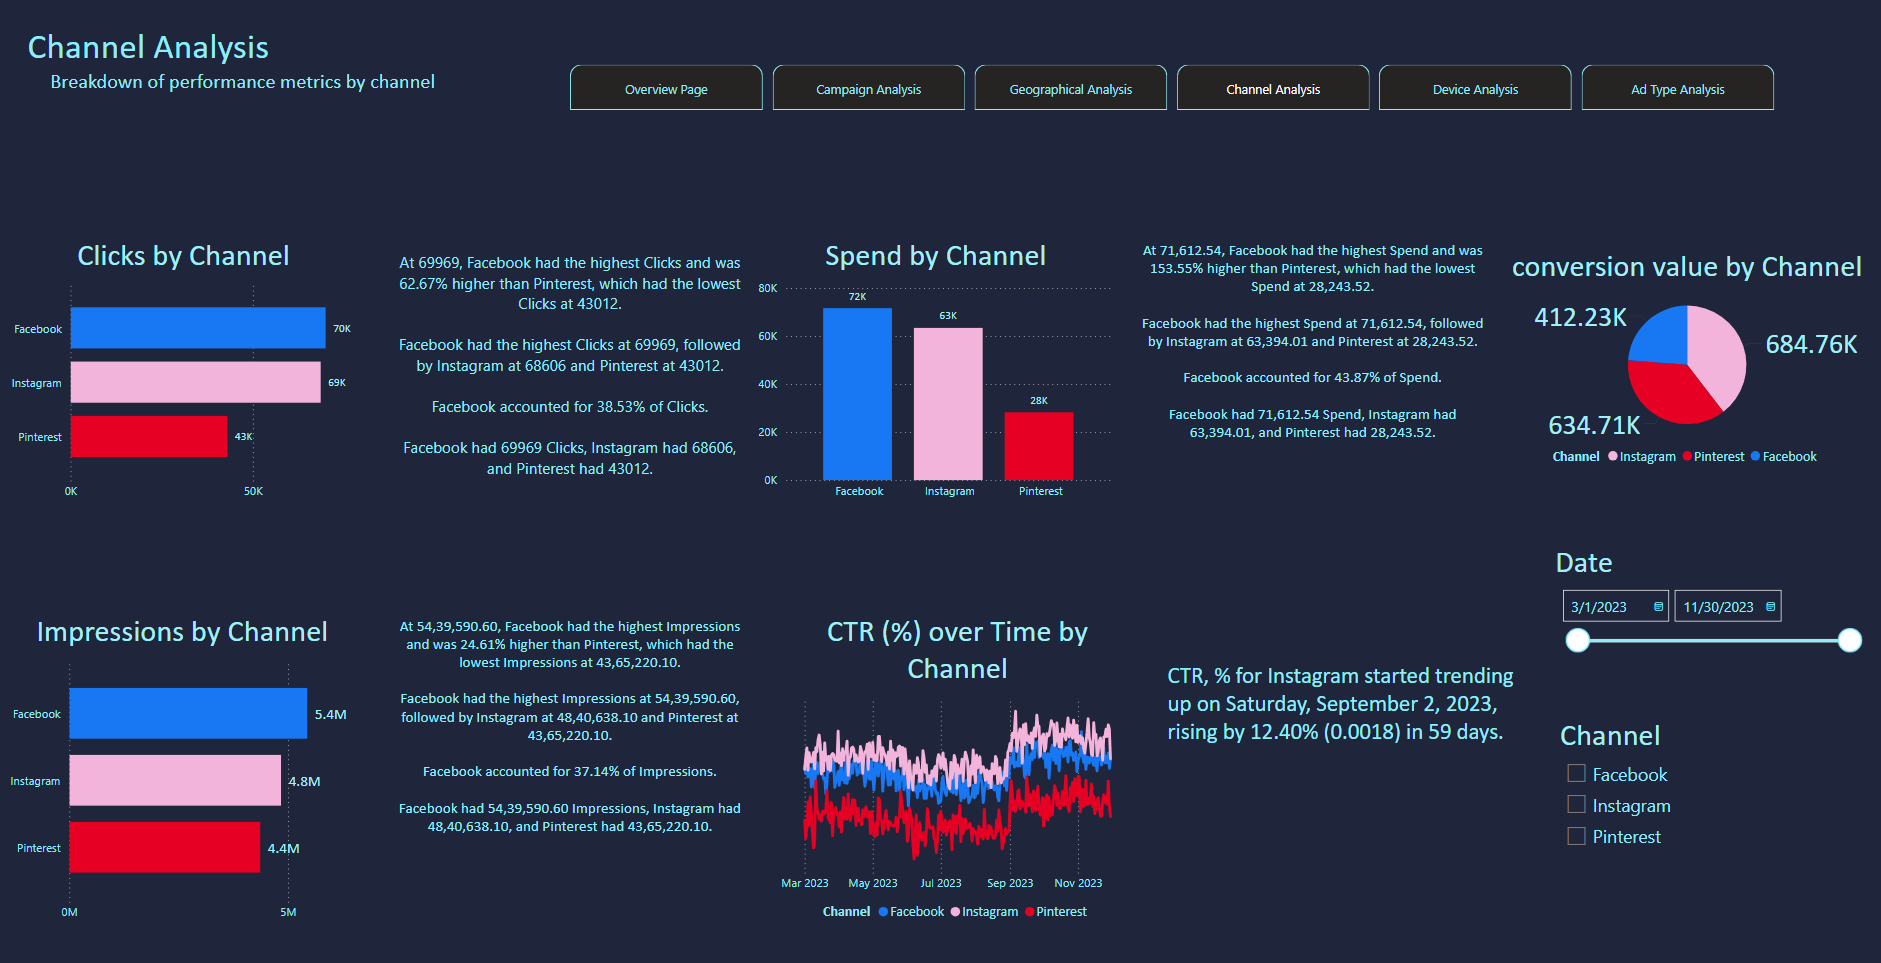 Channel Analysis
Breakdown of performance metrics by channel
Overview Page
Campaign Analysis
Geographical Analysis
Channel Analysis
Device Analysis
Ad Type Analysis
Clicks by Channel
Facebook
70K
Instagram
69K
Pinterest
43K
0K
50K
At 69969, Facebook had the highest Clicks and was
62.67% higher than Pinterest, which had the lowest
Clicks at 43012.
Facebook had the highest Clicks at 69969, followed
by Instagram at 68606 and Pinterest at 43012.
Facebook accounted for 38.53% of Clicks.
Facebook had 69969 Clicks, Instagram had 68606,
and Pinterest had 43012.
Spend by Channel
80K
60K
40K
20K
0K
72K
63K
28K
Facebook
Instagram
Pinterest
At 71,612.54, Facebook had the highest Spend and was
153.55% higher than Pinterest, which had the lowest
Spend at 28,243.52.
Facebook had the highest Spend at 71,612.54, followed
by Instagram at 63,394.01 and Pinterest at 28,243.52.
Facebook accounted for 43.87% of Spend.
Facebook had 71,612.54 Spend, Instagram had
63,394.01, and Pinterest had 28,243.52.
conversion value by Channel
412.23K
684.76K
634.71K
Channel Instagram Pinterest Facebook
Impressions by Channel
Facebook
5.4M
Instagram
4.8M
Pinterest
4.4M
0M
5M
At 54,39,590.60, Facebook had the highest Impressions
and was 24.61% higher than Pinterest, which had the
lowest Impressions at 43,65,220.10.
Facebook had the highest Impressions at 54,39,590.60,
followed by Instagram at 48,40,638.10 and Pinterest at
43,65,220.10.
Facebook accounted for 37.14% of Impressions.
Facebook had 54,39,590.60 Impressions, Instagram had
48,40,638.10, and Pinterest had 43,65,220.10.
CTR (%) over Time by
Channel
Mar 2023
May 2023
Jul 2023
Sep 2023
Nov 2023
Channel Facebook Instagram Pinterest
CTR, % for Instagram started trending
up on Saturday, September 2, 2023,
rising by 12.40% (0.0018) in 59 days.
Date
3/1/2023
11/30/2023
Channel
Facebook
Instagram
Pinterest